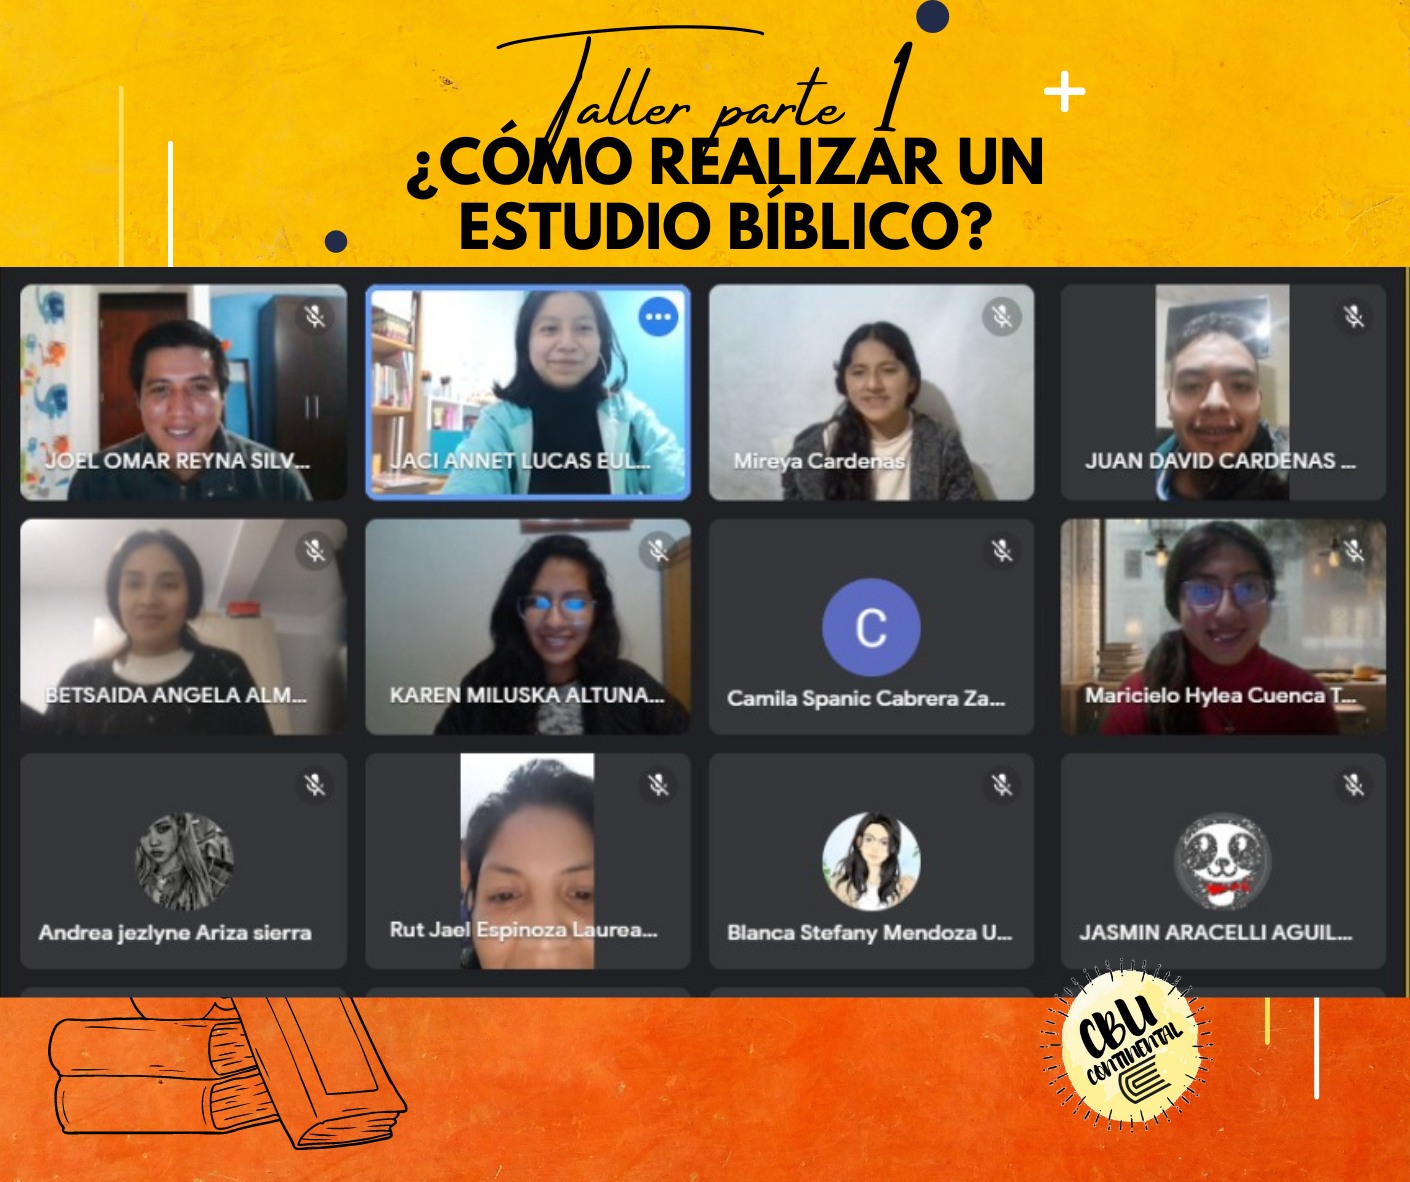 Taller parte 1
¿CÓMO REALIZAR UN
ESTUDIO BÍBLICO?
JOEL OMAR REYNA SILV...
JACI ANNET LUCAS EUL...
Mireya Cardenas
JUAN DAVID CARDENAS ...
BETSAIDA ANGELA ALM...
KAREN MILUSKA ALTUNA...
C
Camila Spanic Cabrera Za...
Maricielo Hylea Cuenca T...
Andrea jezlyne Ariza sierra
Rut Jael Espinoza Laurea...
Blanca Stefany Mendoza U...
JASMIN ARACELLI AGUIL...
CBU
CONTINENTAL